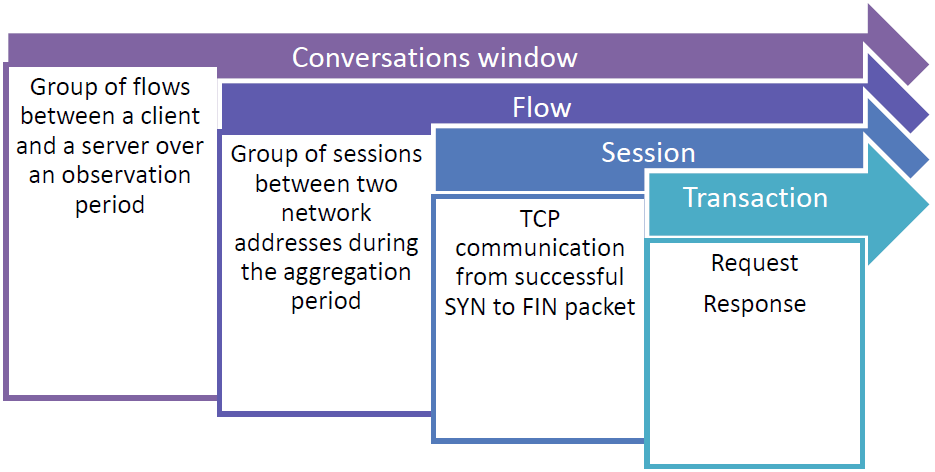 Conversations window
Group of flows
between a client
and a server over
an observation
period
Flow
Group of sessions
between two
network
addresses during
the aggregation
period
Session
TCP
communication
from successful
SYN to FIN packet
Transaction
Request
Response